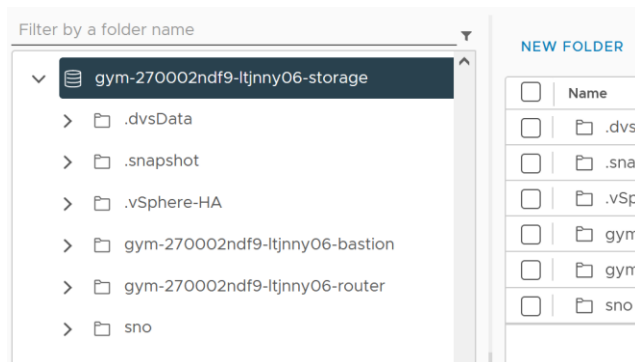 Filter by a folder name
gym-270002ndf9-ltjnny06-storage
.dvsData
.snapshot
.vSphere-HA
gym-270002ndf9-ltjnny06-bastion
gym-270002ndf9-ltjnny06-router
sno
NEW FOLDER
Name
.dvs
.sna
.vSp
gym
gym
sno